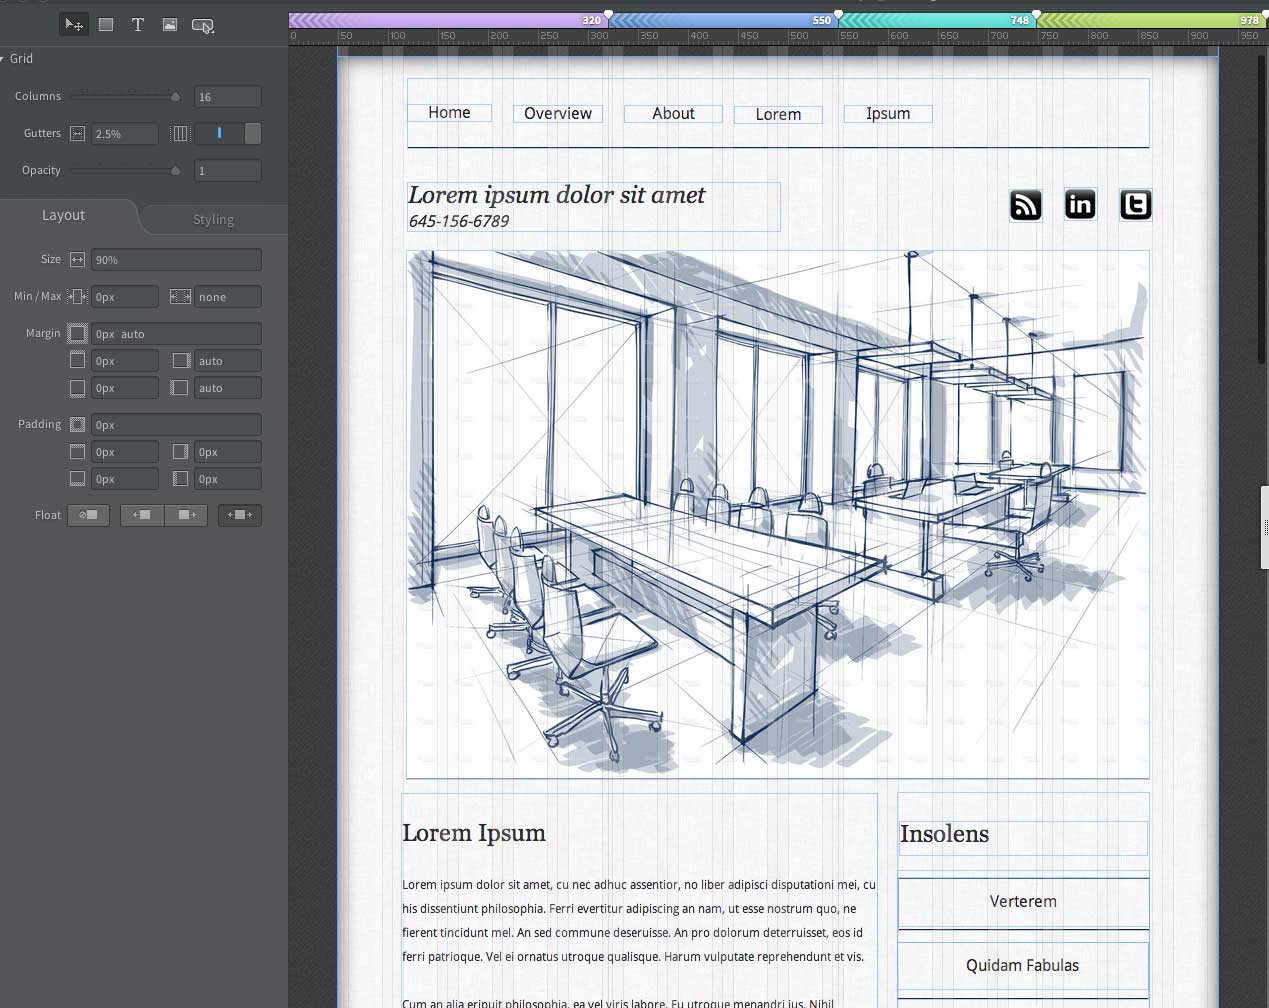 320
550
748
978
0 50 100 150 200 250 300 350 400 450 500 550 600 650 700 750 800 850 900 950
T
Grid
Columns 16
Gutters 2.5%
Opacity 1
Layout Styling
Size 90%
Min / Max 0px none
Margin 0px auto
0px auto
0px auto
Padding 0px
0px 0px
0px 0px
Float
Home Overview About Lorem Ipsum
Lorem ipsum dolor sit amet
645-156-6789
in t
Lorem Ipsum
Lorem ipsum dolor sit amet, cu nec adhuc assentior, no liber adipisci disputationi mei, cu
his dissentiunt philosophia. Ferri evertitur adipiscing an nam, ut esse nostrum quo, ne
fierent tincidunt mel. An sed commune deseruisse. An pro dolorum deterruisset, eos id
ferri patrioque. Vel ei ornatus utroque qualisque. Harum vulputate reprehendunt et vis.
Cum an alia eripuit philosophia, ea vel viris labore. Eu utroque menandri ius. Nihil
Insolens
Verterem
Quidam Fabulas